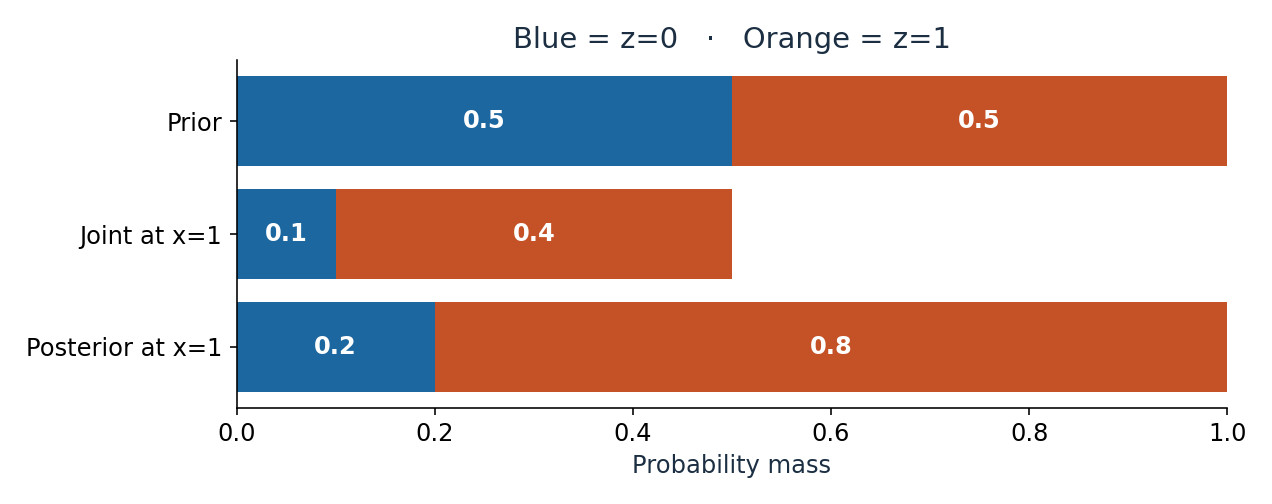 Blue = z=0 · Orange = z=1
Prior
0.5 0.5
Joint at x=1
0.1 0.4
Posterior at x=1
0.2 0.8
0.0 0.2 0.4 0.6 0.8 1.0
Probability mass